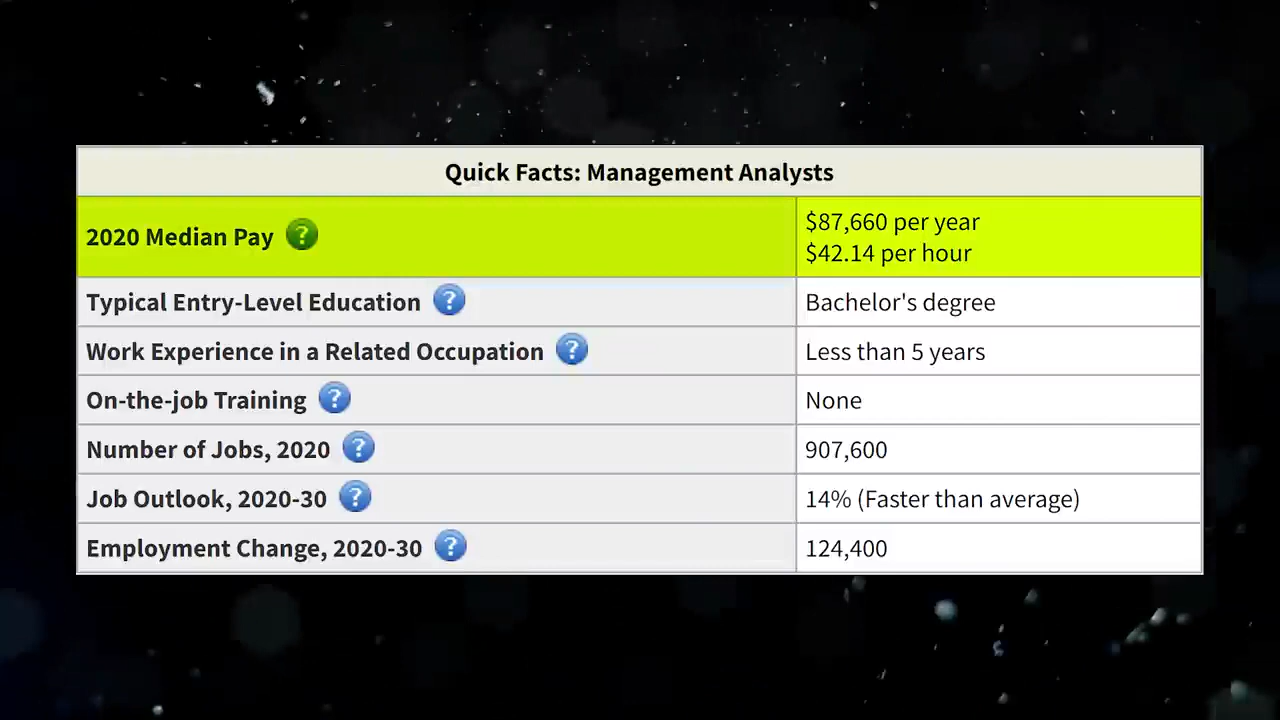 Quick Facts: Management Analysts
2020 Median Pay ?
$87,660 per year
$42.14 per hour
Typical Entry-Level Education ?
Bachelor's degree
Work Experience in a Related Occupation ?
Less than 5 years
On-the-job Training ?
None
Number of Jobs, 2020 ?
907,600
Job Outlook, 2020-30 ?
14% (Faster than average)
Employment Change, 2020-30 ?
124,400